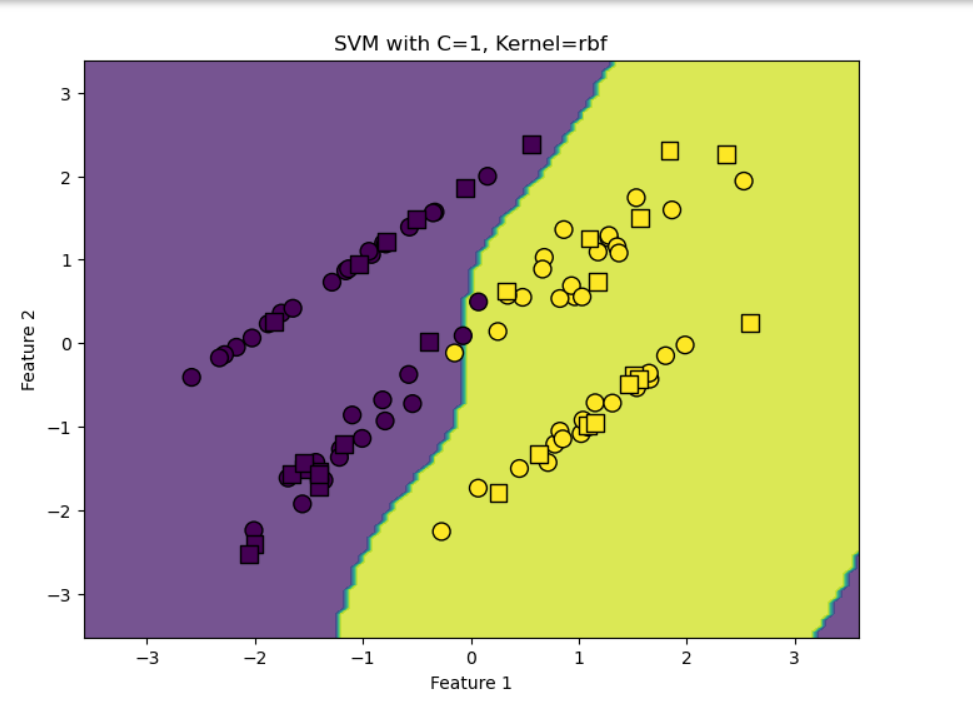 SVM with C=1, Kernel=rbf
3
2
1
0
−1
−2
−3
Feature 2
−3 −2 −1 0 1 2 3
Feature 1